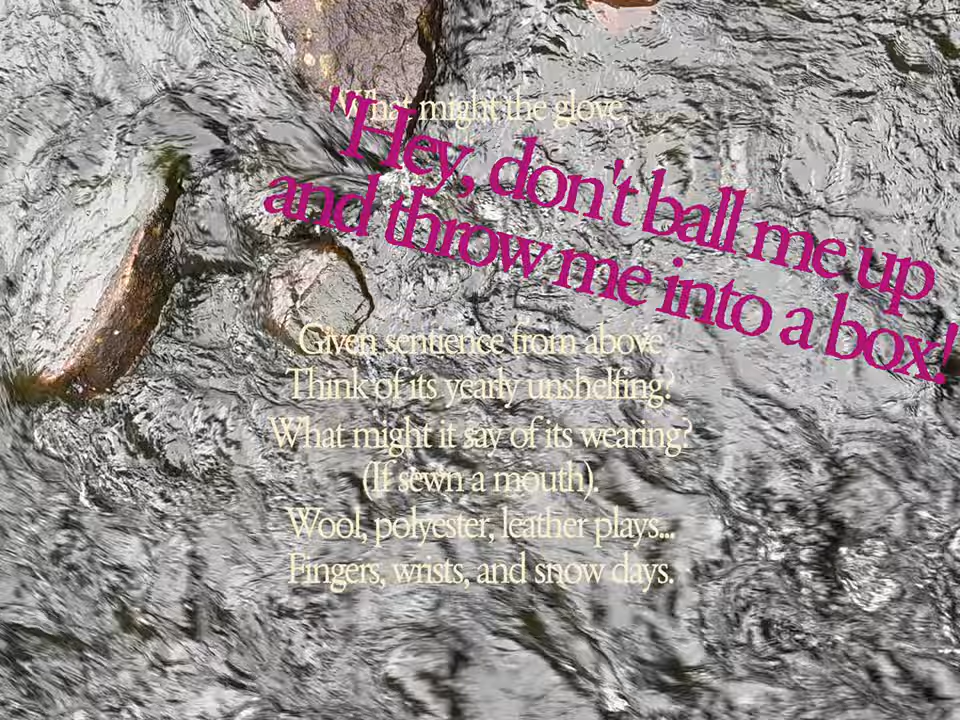 What might the glove,
"Hey, don't ball me up
and throw me into a box!
Given sentience from above
Think of its yearly unshelfing?
What might it say of its wearing?
(If sewn a mouth).
Wool, polyester, leather plays...
Fingers, wrists, and snow days.